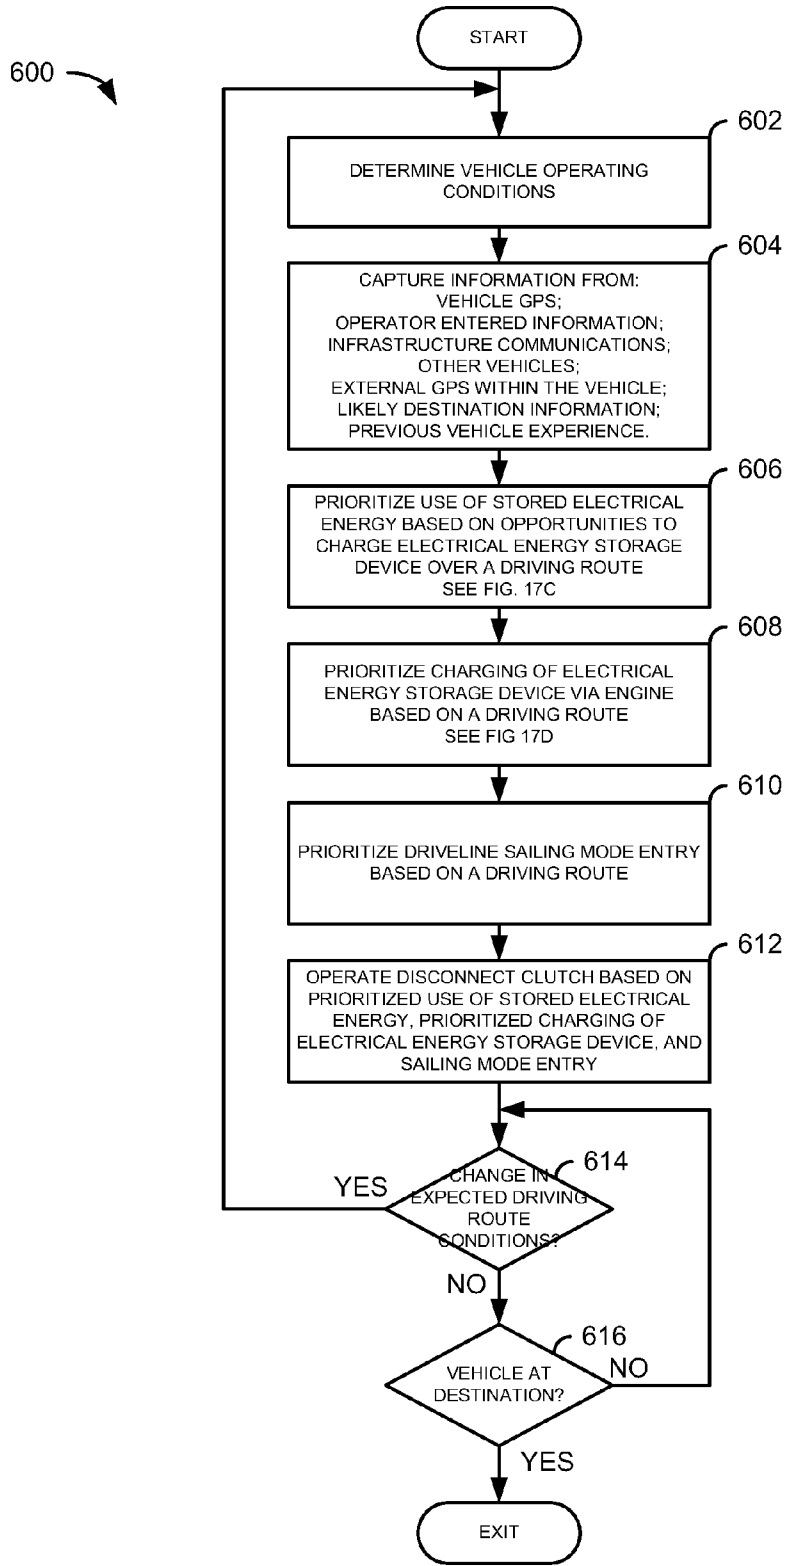 START
600
602
DETERMINE VEHICLE OPERATING
CONDITIONS
604
CAPTURE INFORMATION FROM:
VEHICLE GPS;
OPERATOR ENTERED INFORMATION;
INFRASTRUCTURE COMMUNICATIONS;
OTHER VEHICLES;
EXTERNAL GPS WITHIN THE VEHICLE;
LIKELY DESTINATION INFORMATION;
PREVIOUS VEHICLE EXPERIENCE.
606
PRIORITIZE USE OF STORED ELECTRICAL
ENERGY BASED ON OPPORTUNITIES TO
CHARGE ELECTRICAL ENERGY STORAGE
DEVICE OVER A DRIVING ROUTE
SEE FIG. 17C
608
PRIORITIZE CHARGING OF ELECTRICAL
ENERGY STORAGE DEVICE VIA ENGINE
BASED ON A DRIVING ROUTE
SEE FIG 17D
610
PRIORITIZE DRIVELINE SAILING MODE ENTRY
BASED ON A DRIVING ROUTE
612
OPERATE DISCONNECT CLUTCH BASED ON
PRIORITIZED USE OF STORED ELECTRICAL
ENERGY, PRIORITIZED CHARGING OF
ELECTRICAL ENERGY STORAGE DEVICE, AND
SAILING MODE ENTRY
614
YES
CHANGE IN
EXPECTED DRIVING
ROUTE
CONDITIONS?
NO
616
VEHICLE AT
DESTINATION?
NO
YES
EXIT